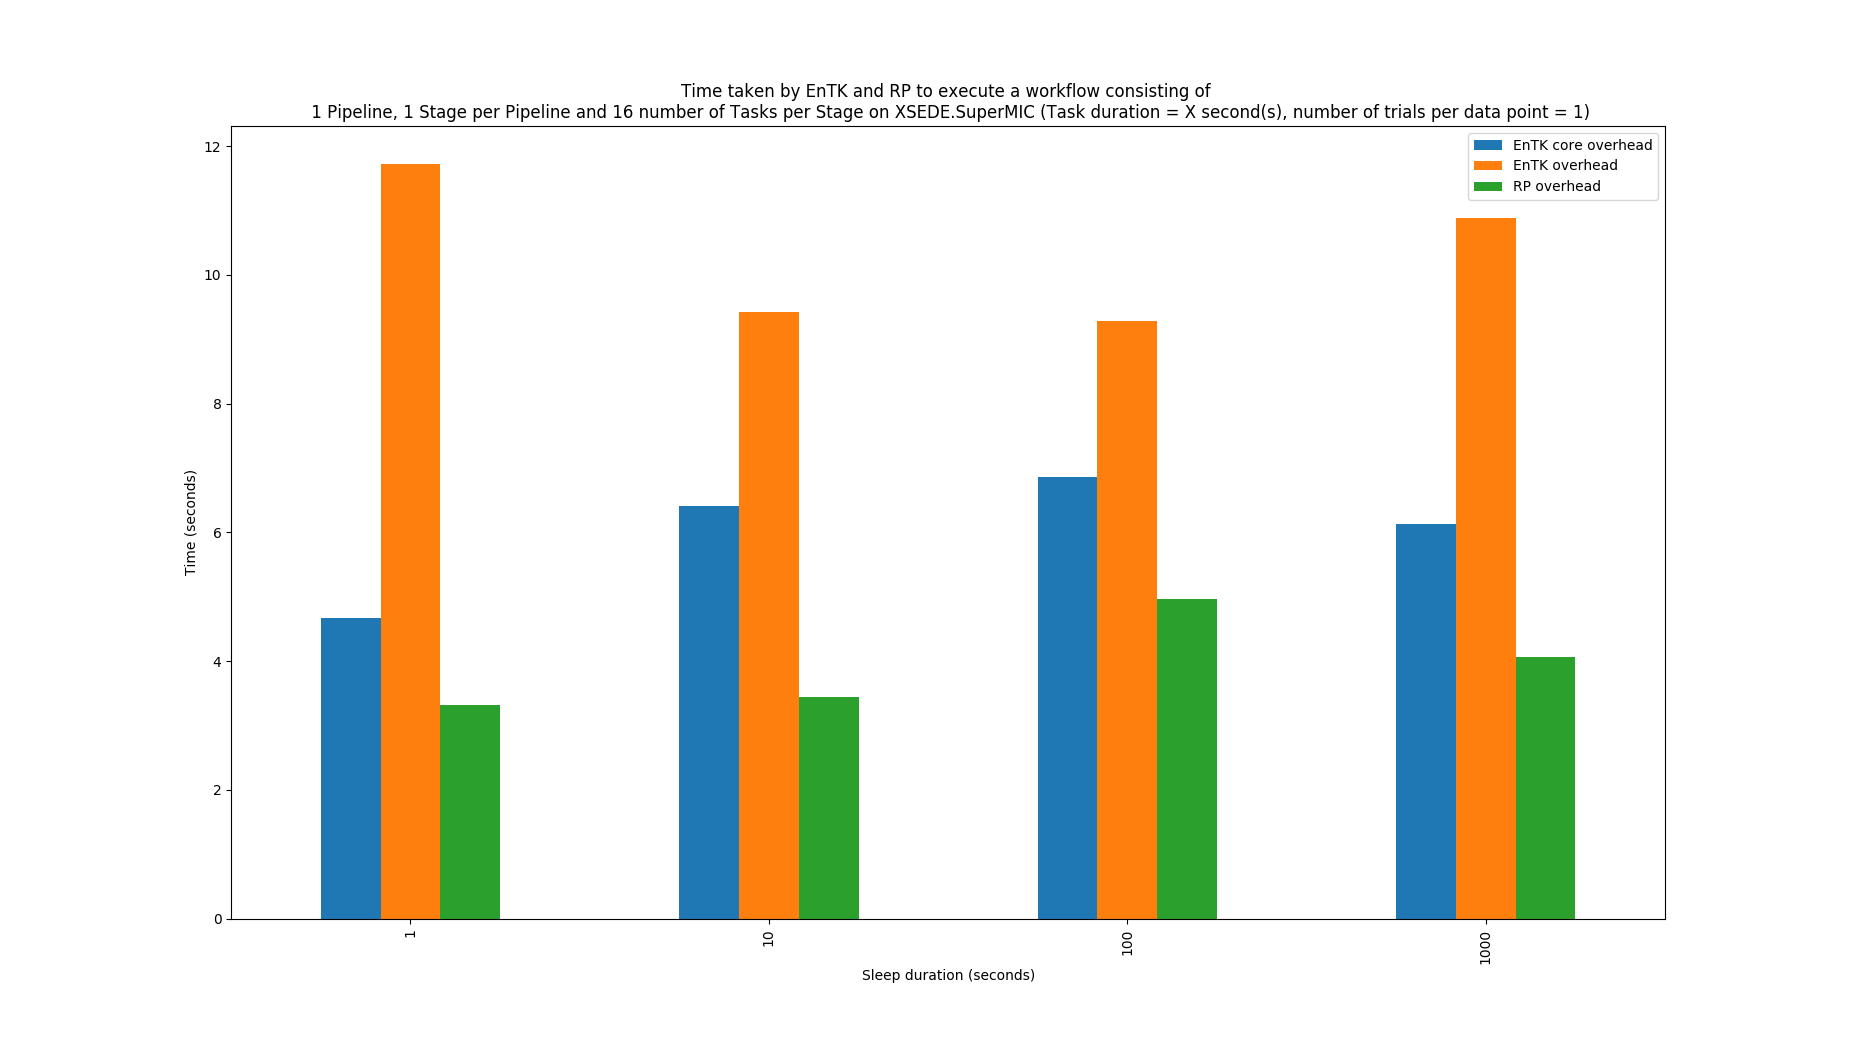 Time taken by EnTK and RP to execute a workflow consisting of
1 Pipeline, 1 Stage per Pipeline and 16 number of Tasks per Stage on XSEDE.SuperMIC (Task duration = X second(s), number of trials per data point = 1)
EnTK core overhead
EnTK overhead
RP overhead
12
10
8
6
4
2
0
Time (seconds)
1
10
100
1000
Sleep duration (seconds)